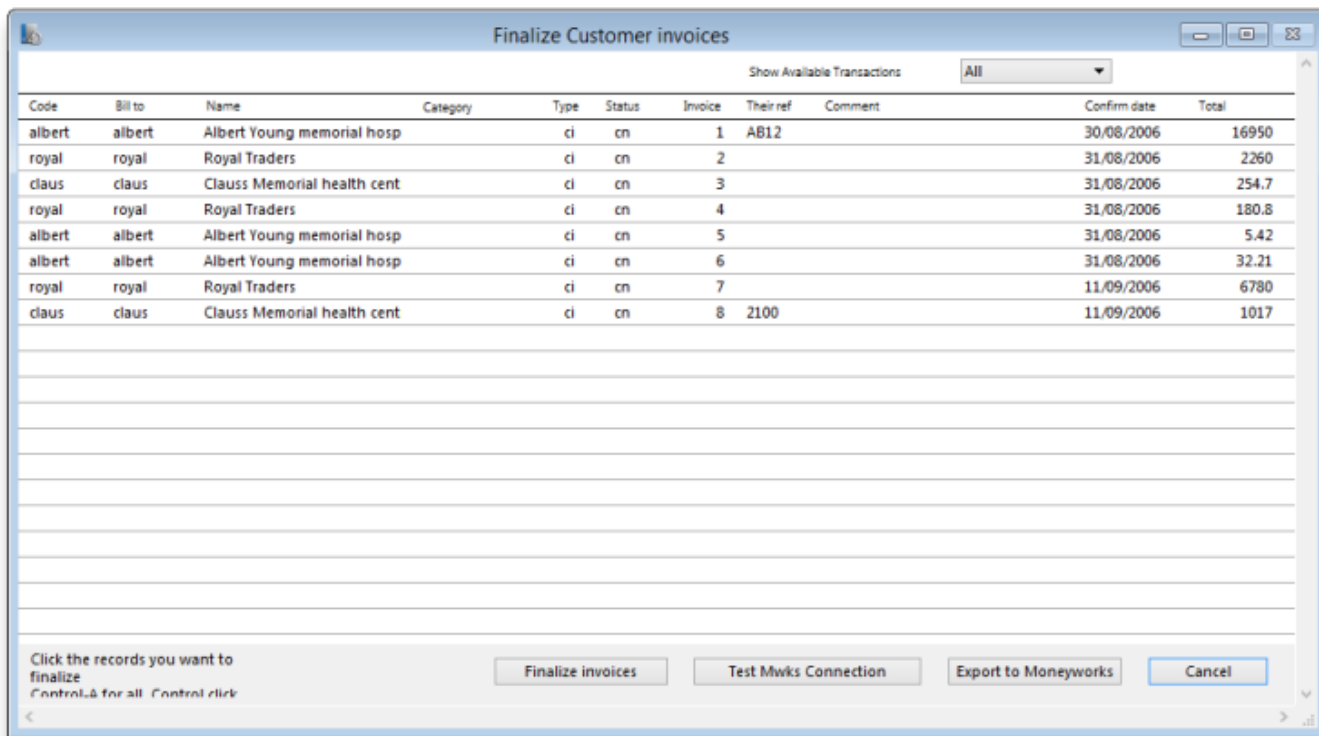 Finalize Customer invoices
Show Available Transactions All
Code Bill to Name Category Type Status Invoice Their ref Comment Confirm date Total
albert albert Albert Young memorial hosp ci cn 1 AB12 30/08/2006 16950
royal royal Royal Traders ci cn 2 31/08/2006 2260
claus claus Clauss Memorial health cent ci cn 3 31/08/2006 254.7
royal royal Royal Traders ci cn 4 31/08/2006 180.8
albert albert Albert Young memorial hosp ci cn 5 31/08/2006 5.42
albert albert Albert Young memorial hosp ci cn 6 31/08/2006 32.21
royal royal Royal Traders ci cn 7 11/09/2006 6780
claus claus Clauss Memorial health cent ci cn 8 2100 11/09/2006 1017
Click the records you want to
finalize
Control-A for all, Control click
Finalize invoices Test Mwks Connection Export to Moneyworks Cancel